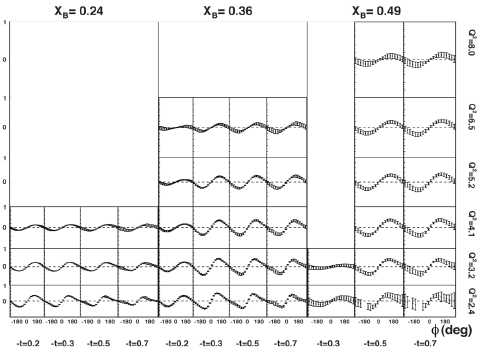 X_B= 0.24 X_B= 0.36 X_B= 0.49
1 0 Q²=8.0
1 0 Q²=6.5
1 0 Q²=5.2
1 0 Q²=4.1
1 0 Q²=3.2
1 0 Q²=2.4
-180 0 180 -180 0 180 -180 0 180 -180 0 180 -180 0 180 -180 0 180 -180 0 180 -180 0 180 -180 0 180 -180 0 180 -180 0 180
ϕ(deg)
-t=0.2 -t=0.3 -t=0.5 -t=0.7 -t=0.2 -t=0.3 -t=0.5 -t=0.7 -t=0.3 -t=0.5 -t=0.7